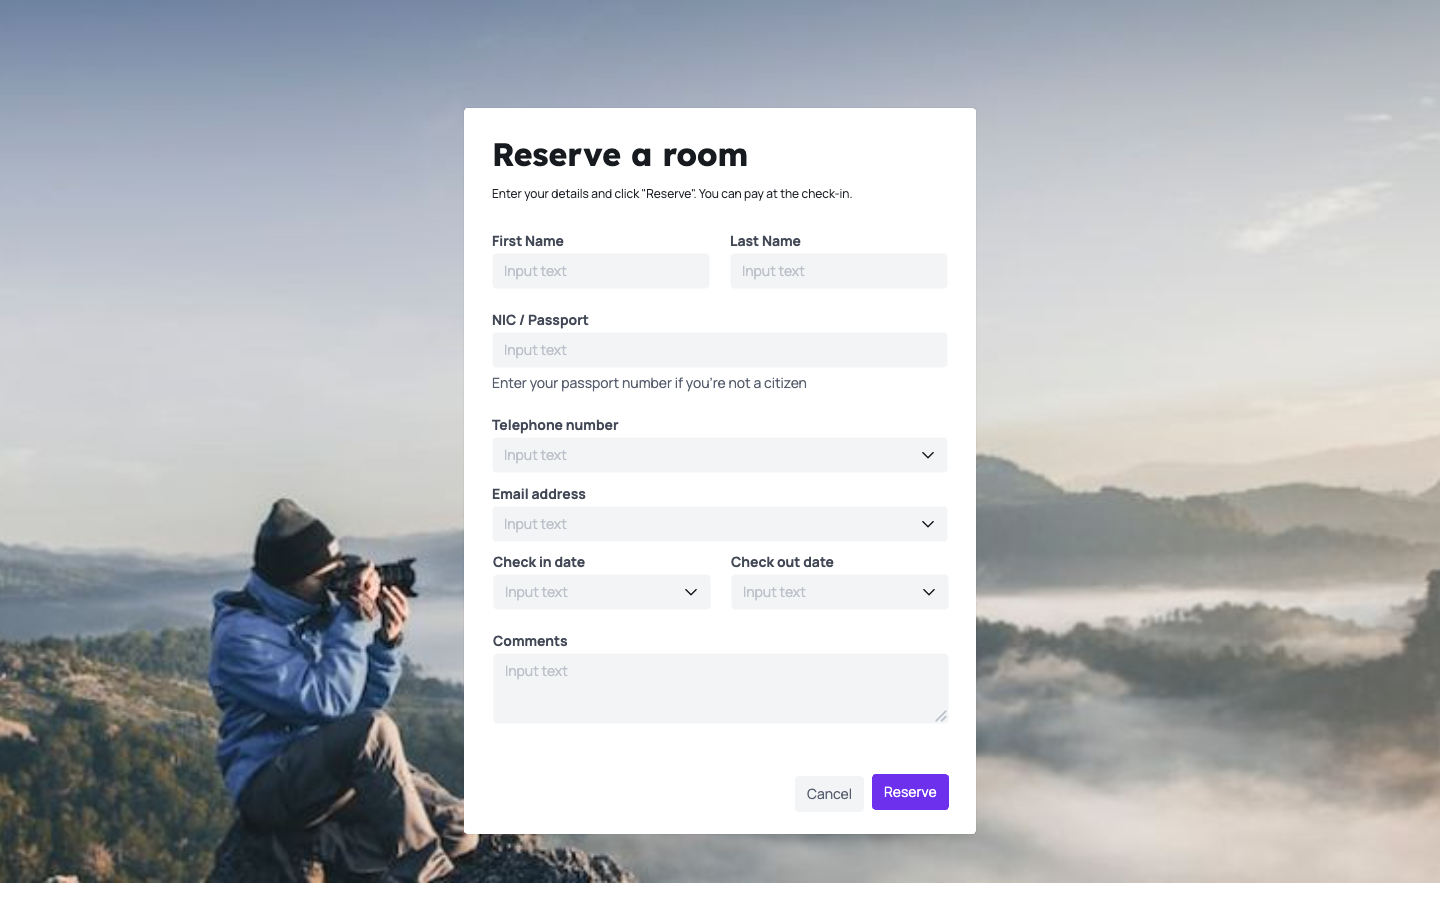 Reserve a room
Enter your details and click "Reserve". You can pay at the check-in.
First Name
Last Name
Input text
Input text
NIC / Passport
Input text
Enter your passport number if you're not a citizen
Telephone number
Input text
Email address
Input text
Check in date
Check out date
Input text
Input text
Comments
Input text
Cancel
Reserve